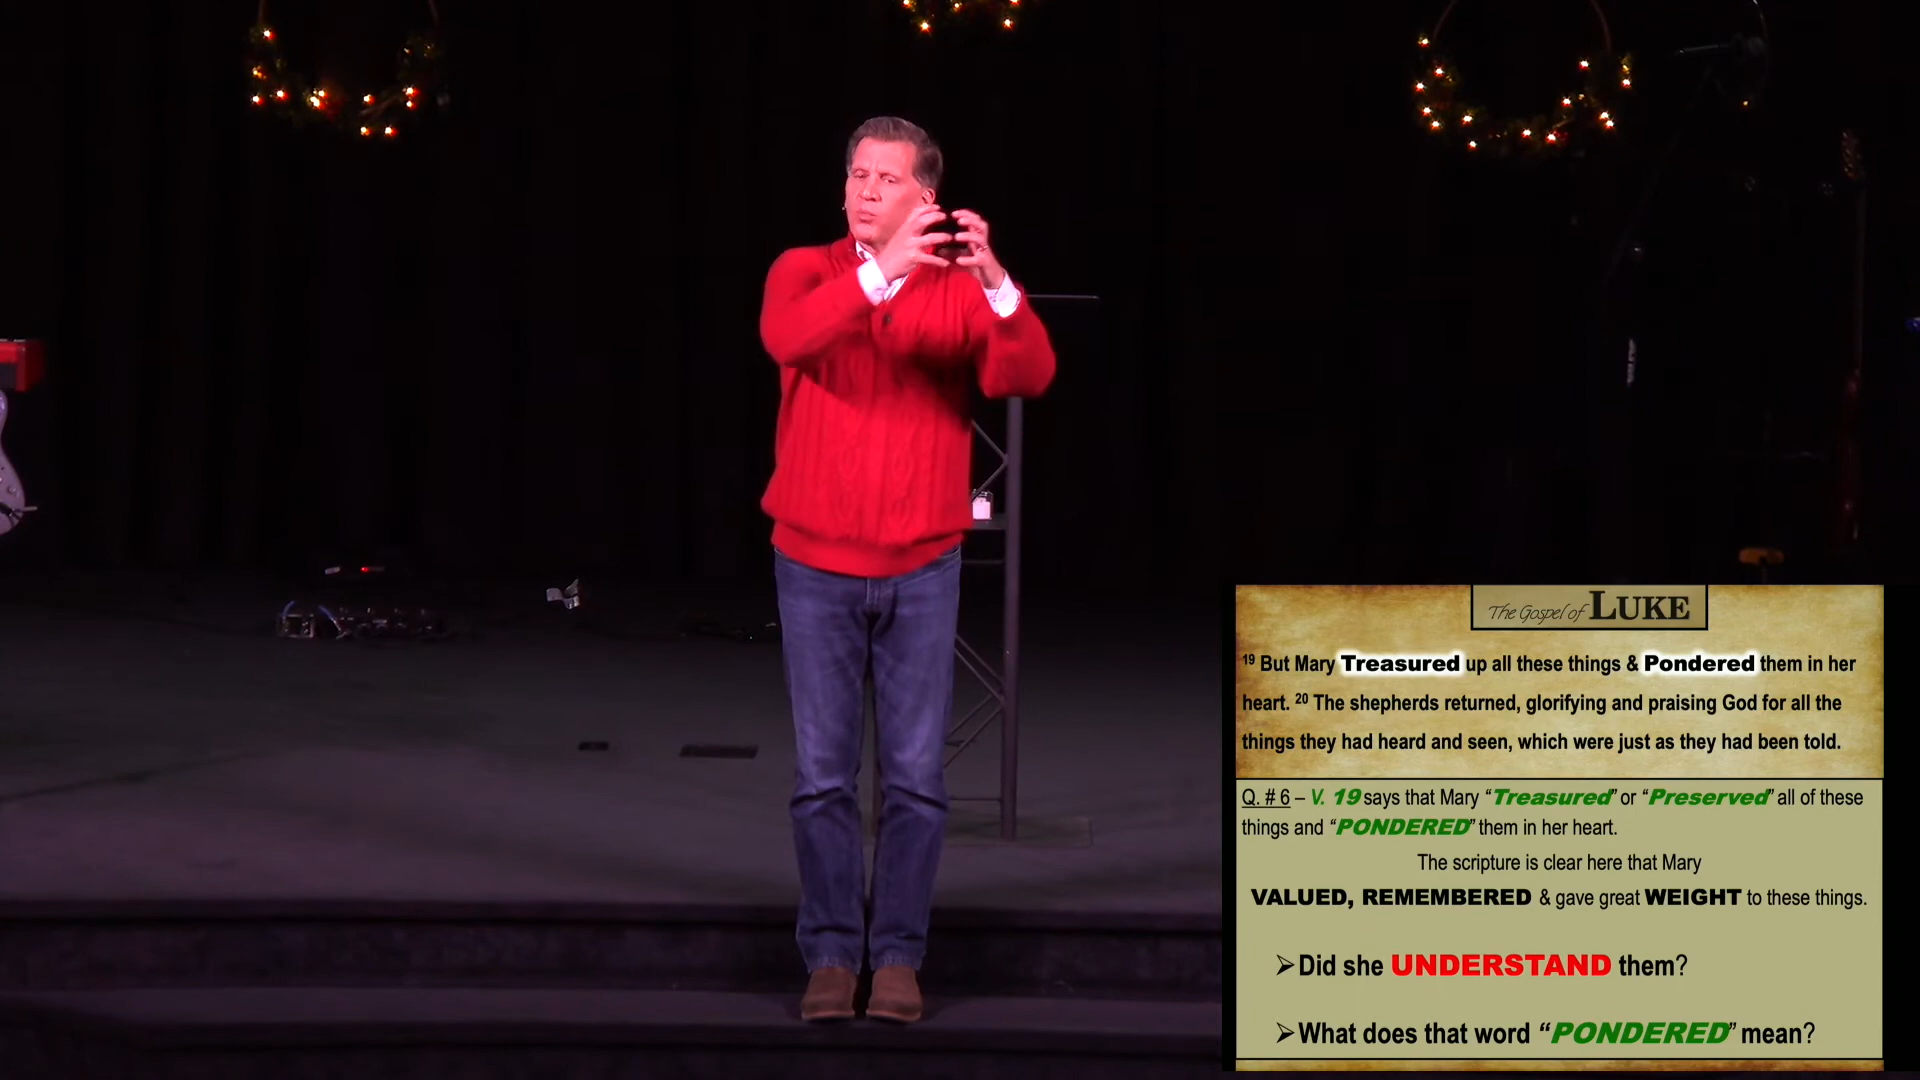 The Gospel of LUKE
19 But Mary Treasured up all these things & Pondered them in her
heart. 20 The shepherds returned, glorifying and praising God for all the
things they had heard and seen, which were just as they had been told.
Q. # 6 – V. 19 says that Mary “Treasured” or “Preserved” all of these
things and “PONDERED” them in her heart.
The scripture is clear here that Mary
VALUED, REMEMBERED & gave great WEIGHT to these things.
➢Did she UNDERSTAND them?
➢What does that word “PONDERED” mean?